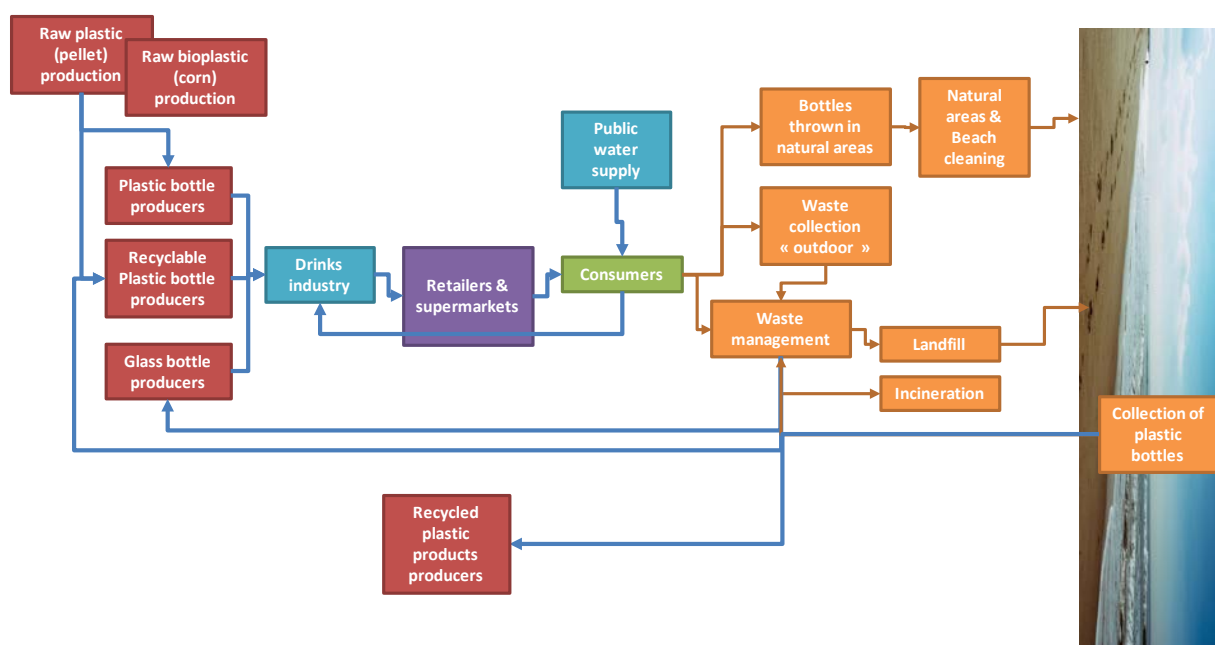 Raw plastic
(pellet)
production
Raw bioplastic
(corn)
production
Plastic bottle
producers
Recyclable
Plastic bottle
producers
Glass bottle
producers
Drinks
industry
Retailers &
supermarkets
Public
water
supply
Consumers
Bottles
thrown in
natural areas
Natural
areas &
Beach
cleaning
Waste
collection
« outdoor »
Waste
management
Landfill
Incineration
Collection of
plastic
bottles
Recycled
plastic
products
producers